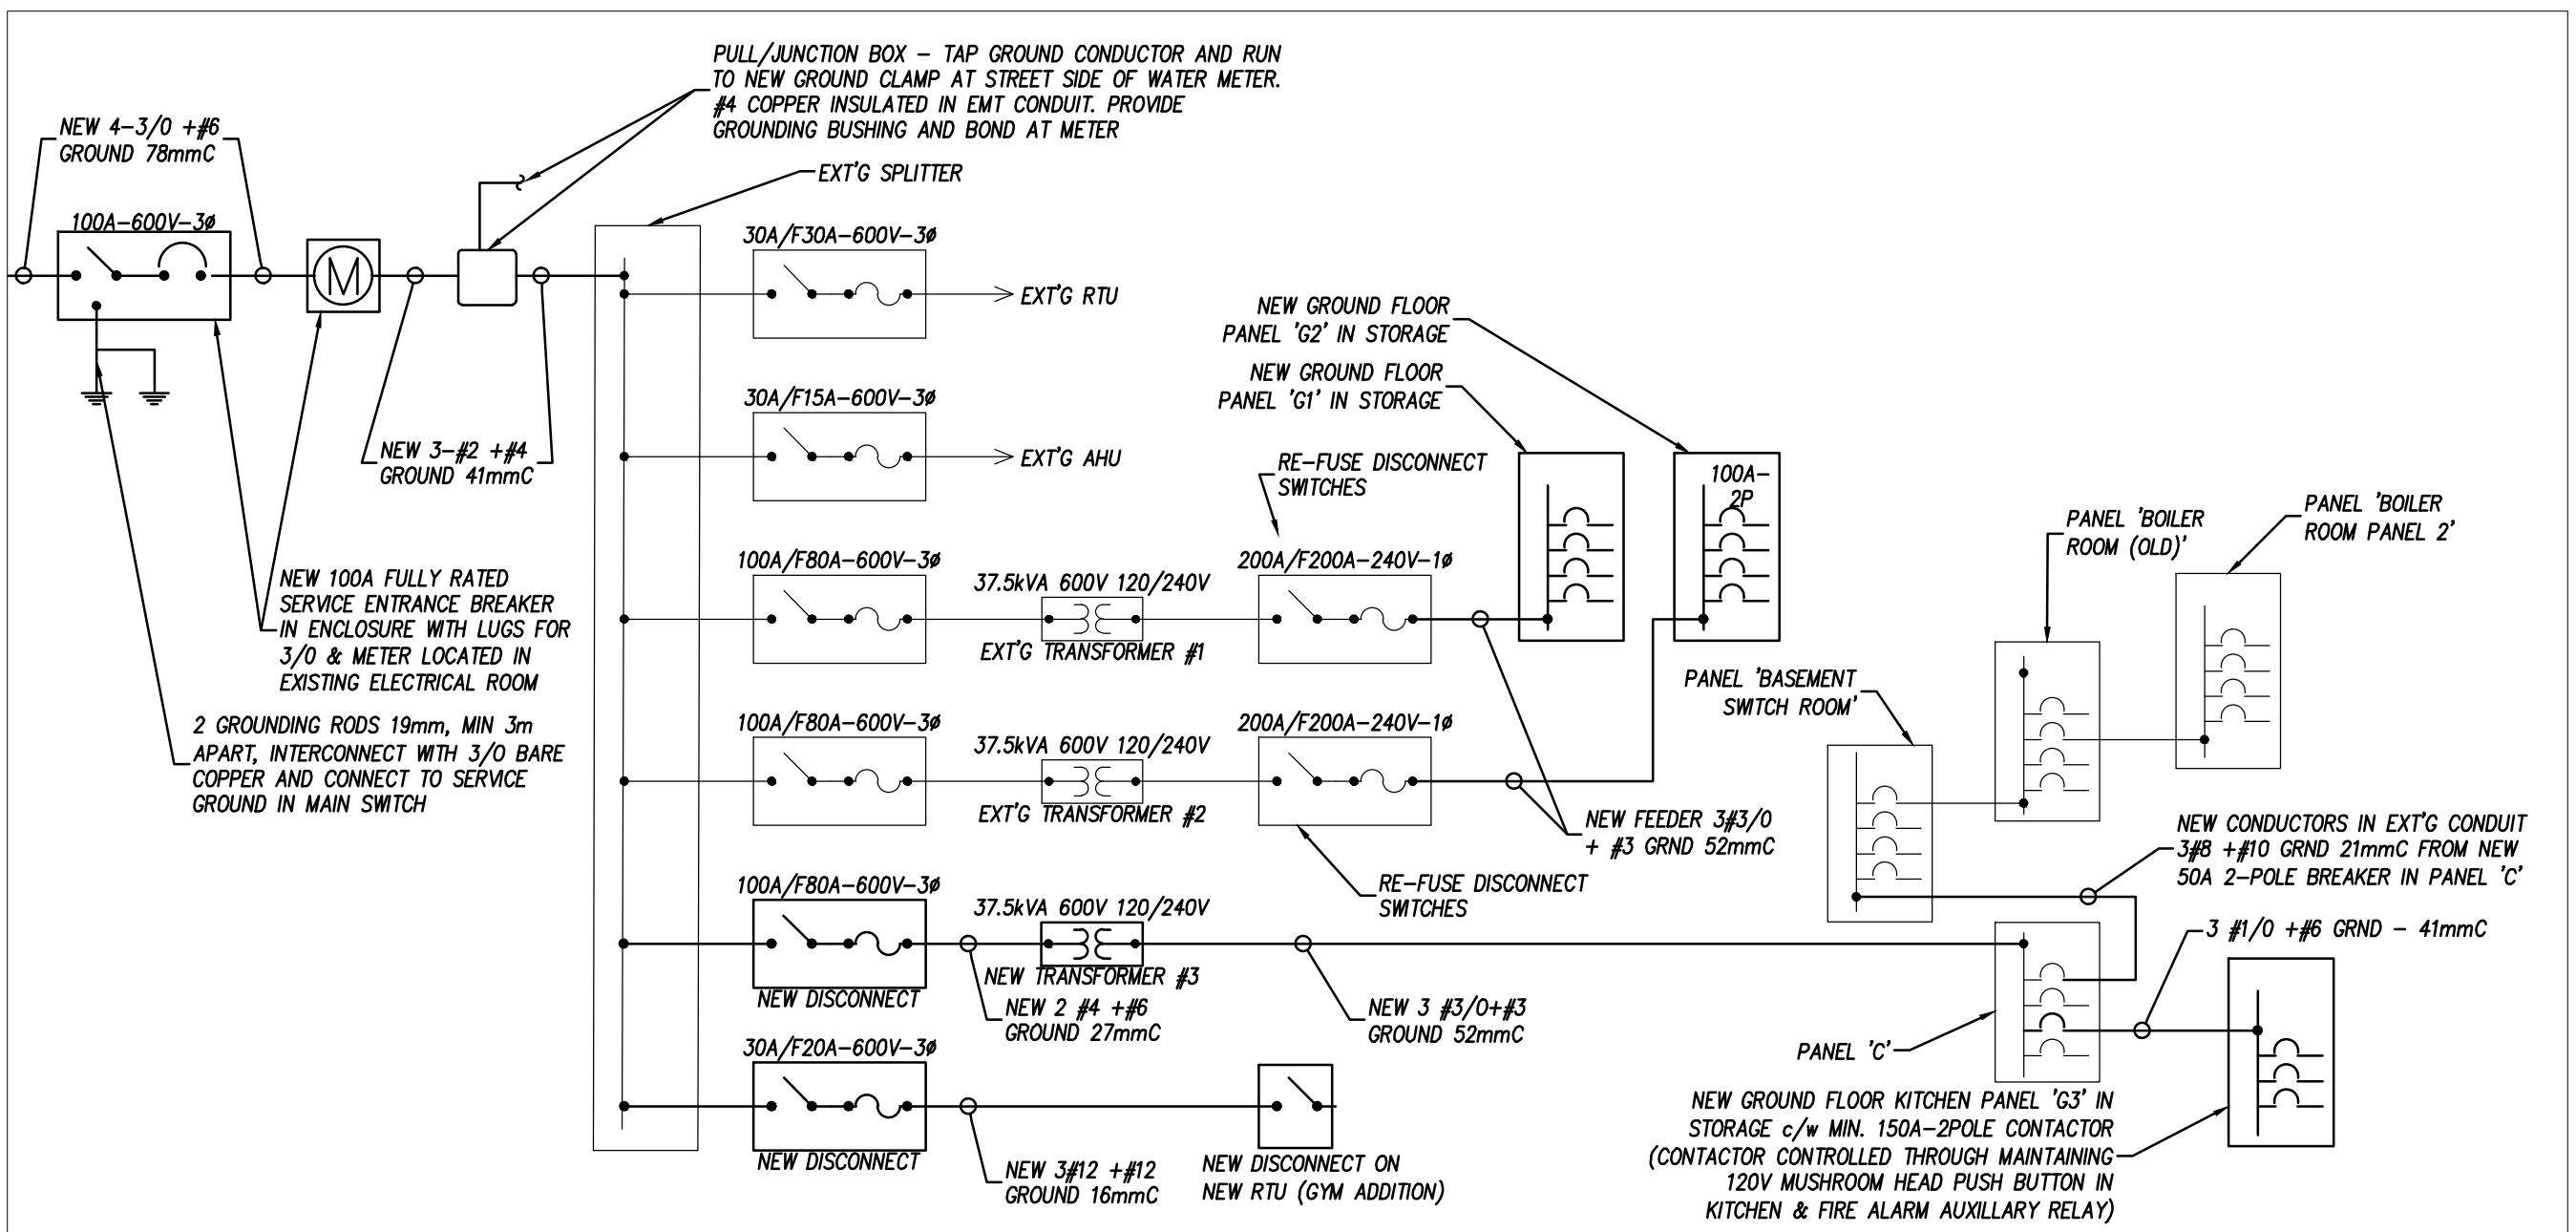 PULL/JUNCTION BOX – TAP GROUND CONDUCTOR AND RUN
TO NEW GROUND CLAMP AT STREET SIDE OF WATER METER.
#4 COPPER INSULATED IN EMT CONDUIT. PROVIDE
GROUNDING BUSHING AND BOND AT METER
NEW 4-3/0 +#6
GROUND 78mmC
EXT'G SPLITTER
100A-600V-3ø
M
NEW 3-#2 +#4
GROUND 41mmC
NEW 100A FULLY RATED
SERVICE ENTRANCE BREAKER
IN ENCLOSURE WITH LUGS FOR
3/0 & METER LOCATED IN
EXISTING ELECTRICAL ROOM
2 GROUNDING RODS 19mm, MIN 3m
APART, INTERCONNECT WITH 3/0 BARE
COPPER AND CONNECT TO SERVICE
GROUND IN MAIN SWITCH
30A/F30A-600V-3ø
EXT'G RTU
30A/F15A-600V-3ø
EXT'G AHU
NEW GROUND FLOOR
PANEL 'G2' IN STORAGE
NEW GROUND FLOOR
PANEL 'G1' IN STORAGE
RE-FUSE DISCONNECT
SWITCHES
100A-
2P
100A/F80A-600V-3ø
37.5kVA 600V 120/240V
EXT'G TRANSFORMER #1
200A/F200A-240V-1ø
100A/F80A-600V-3ø
37.5kVA 600V 120/240V
EXT'G TRANSFORMER #2
200A/F200A-240V-1ø
RE-FUSE DISCONNECT
SWITCHES
NEW FEEDER 3#3/0
+ #3 GRND 52mmC
PANEL 'BASEMENT
SWITCH ROOM'
PANEL 'BOILER
ROOM (OLD)'
PANEL 'BOILER
ROOM PANEL 2'
NEW CONDUCTORS IN EXT'G CONDUIT
3#8 +#10 GRND 21mmC FROM NEW
50A 2-POLE BREAKER IN PANEL 'C'
3 #1/0 +#6 GRND – 41mmC
100A/F80A-600V-3ø
NEW DISCONNECT
37.5kVA 600V 120/240V
NEW TRANSFORMER #3
NEW 2 #4 +#6
GROUND 27mmC
NEW 3 #3/0+#3
GROUND 52mmC
PANEL 'C'
30A/F20A-600V-3ø
NEW DISCONNECT
NEW 3#12 +#12
GROUND 16mmC
NEW DISCONNECT ON
NEW RTU (GYM ADDITION)
NEW GROUND FLOOR KITCHEN PANEL 'G3' IN
STORAGE c/w MIN. 150A-2POLE CONTACTOR
(CONTACTOR CONTROLLED THROUGH MAINTAINING
120V MUSHROOM HEAD PUSH BUTTON IN
KITCHEN & FIRE ALARM AUXILLARY RELAY)